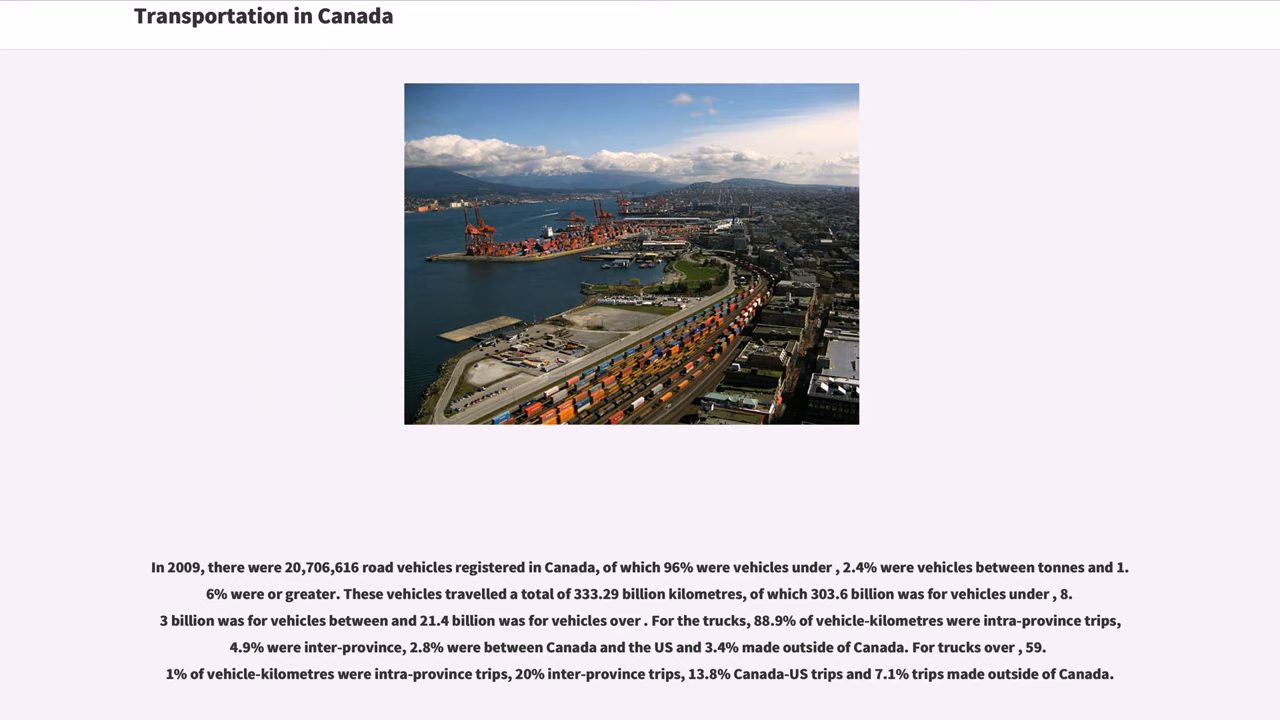 Transportation in Canada
In 2009, there were 20,706,616 road vehicles registered in Canada, of which 96% were vehicles under , 2.4% were vehicles between tonnes and 1.
6% were or greater. These vehicles travelled a total of 333.29 billion kilometres, of which 303.6 billion was for vehicles under , 8.
3 billion was for vehicles between and 21.4 billion was for vehicles over . For the trucks, 88.9% of vehicle-kilometres were intra-province trips,
4.9% were inter-province, 2.8% were between Canada and the US and 3.4% made outside of Canada. For trucks over , 59.
1% of vehicle-kilometres were intra-province trips, 20% inter-province trips, 13.8% Canada-US trips and 7.1% trips made outside of Canada.